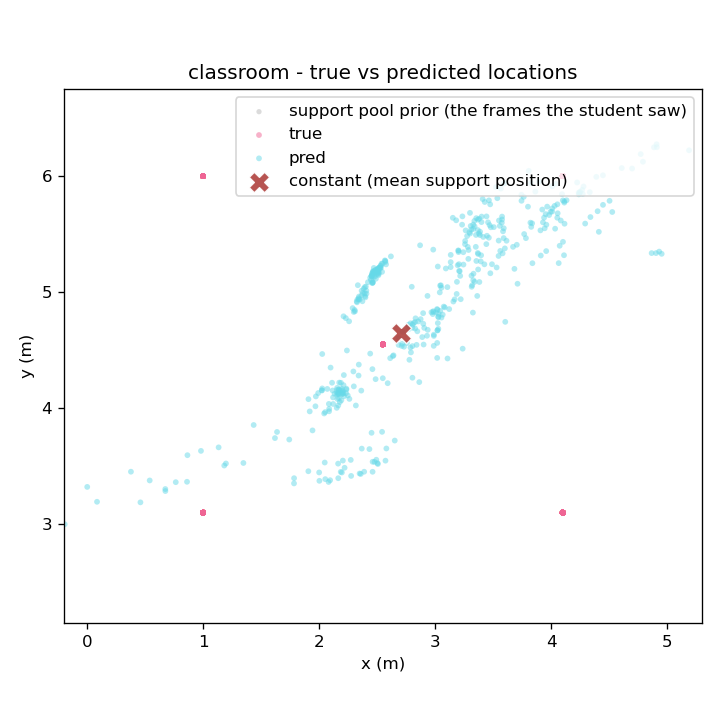 classroom - true vs predicted locations
support pool prior (the frames the student saw)
true
pred
constant (mean support position)
6
5
4
3
y (m)
0 1 2 3 4 5
x (m)